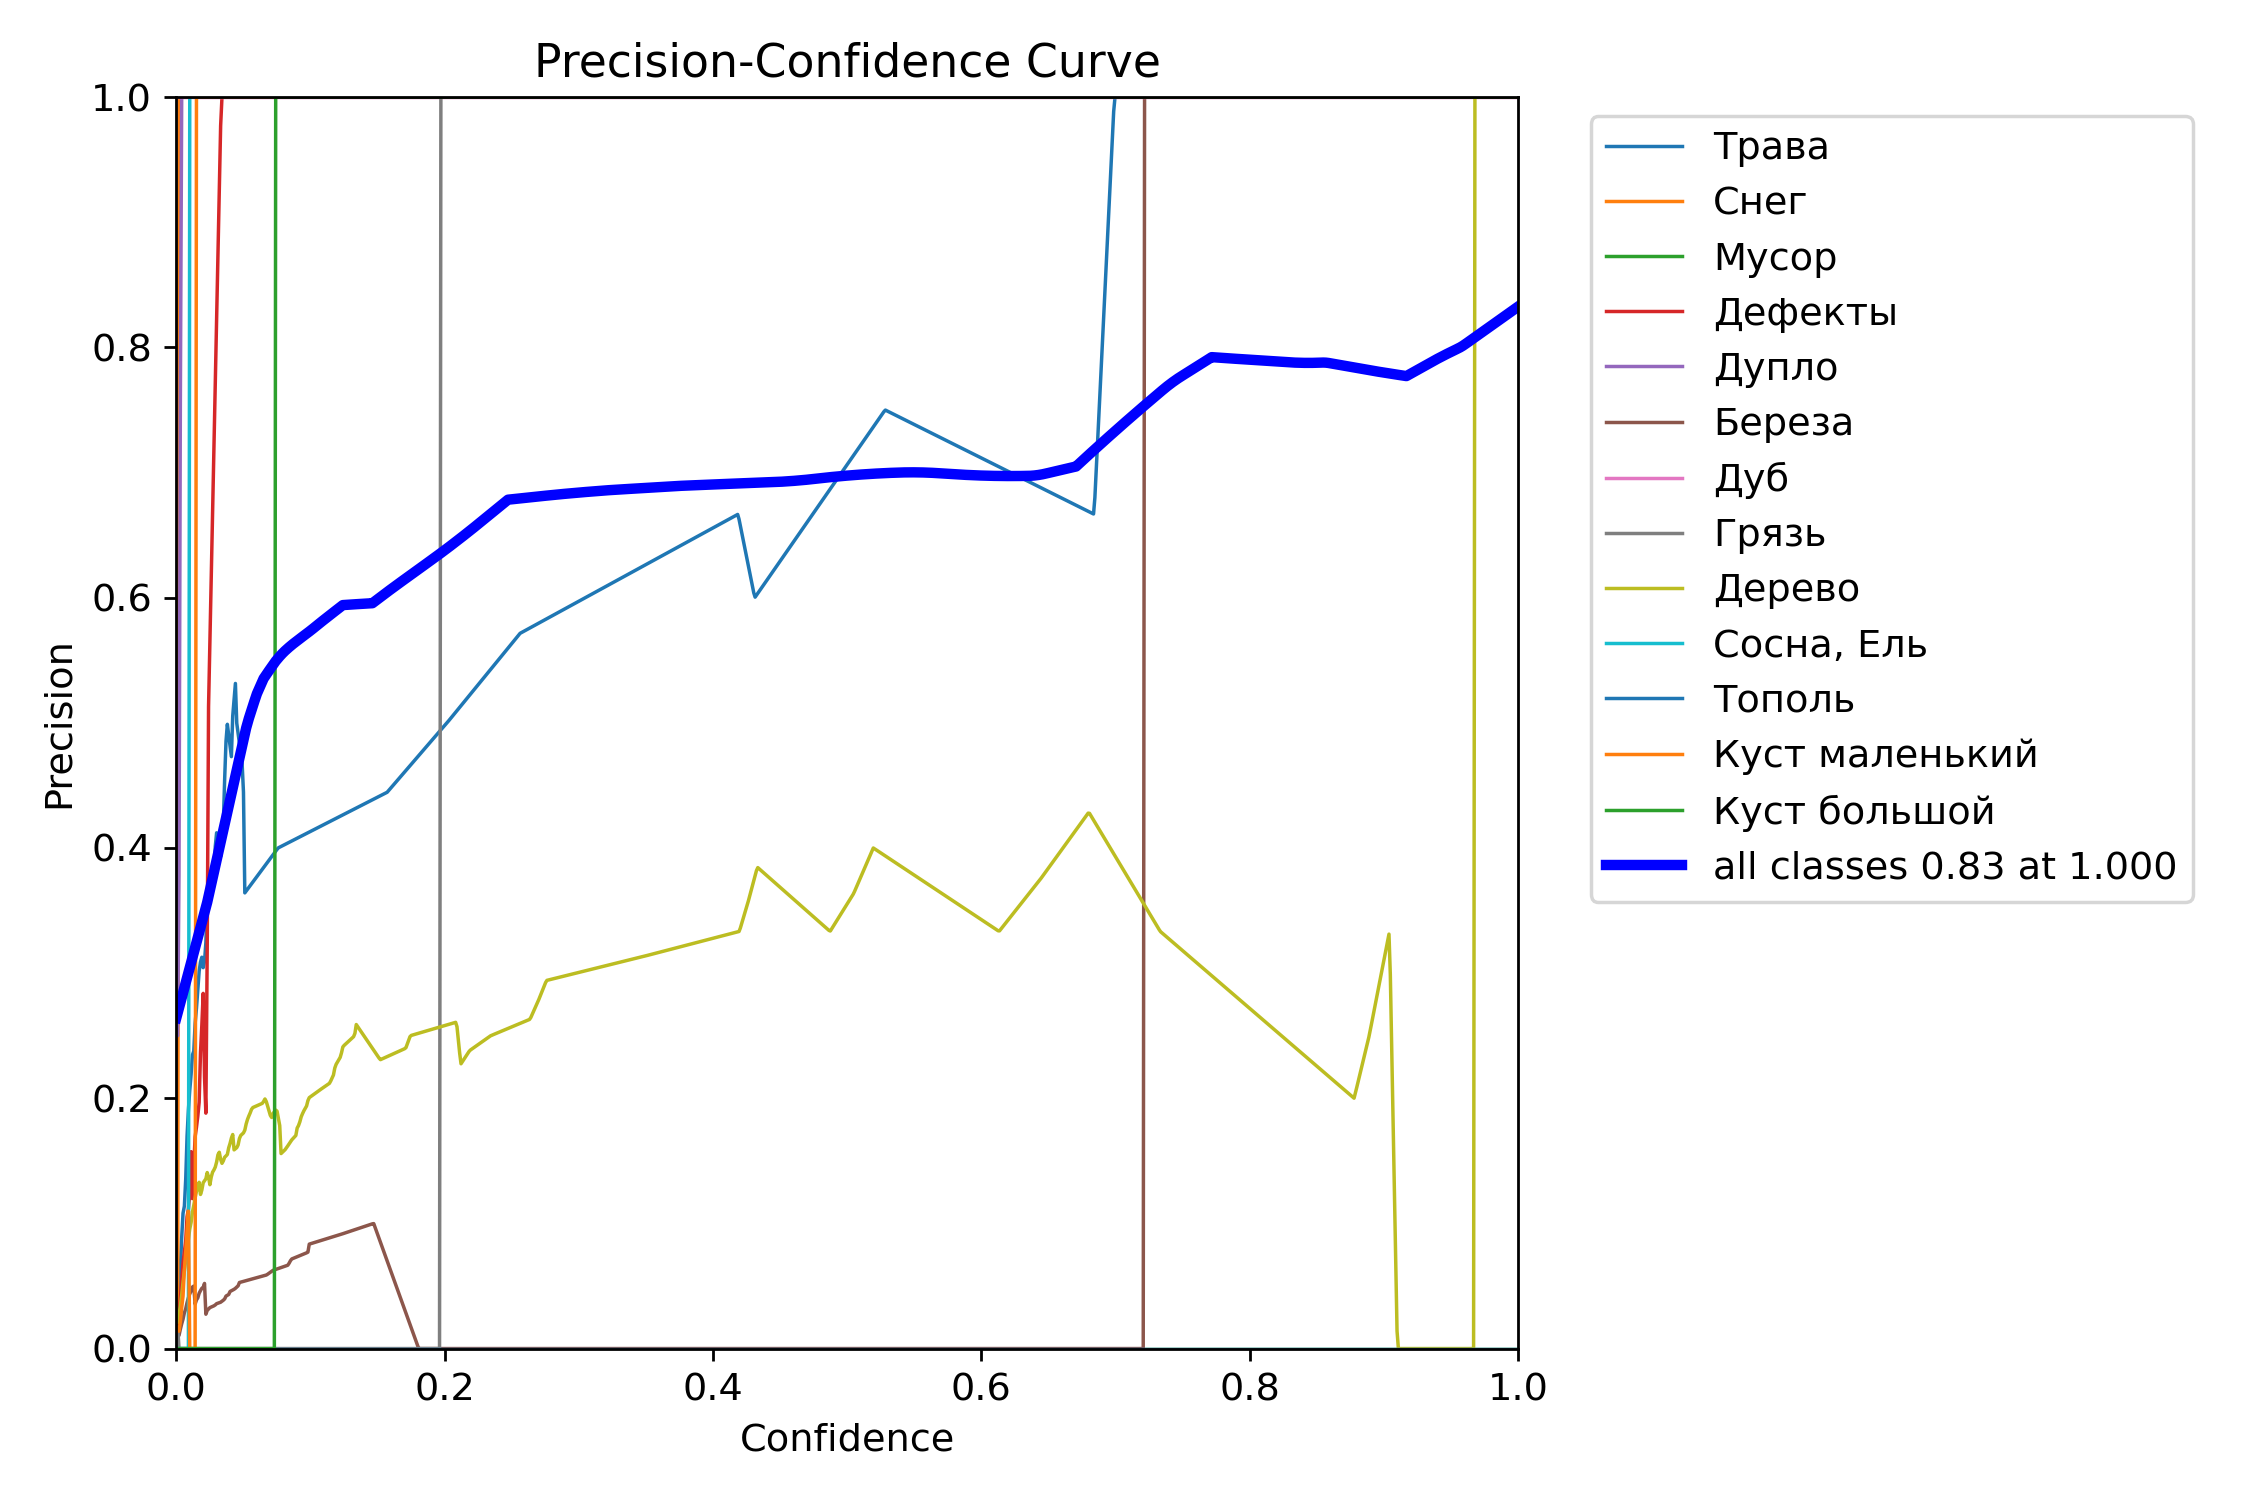 Precision-Confidence Curve
1.0
0.8
0.6
0.4
0.2
0.0
Precision
0.0 0.2 0.4 0.6 0.8 1.0
Confidence
Трава
Снег
Мусор
Дефекты
Дупло
Береза
Дуб
Грязь
Дерево
Сосна, Ель
Тополь
Куст маленький
Куст большой
all classes 0.83 at 1.000